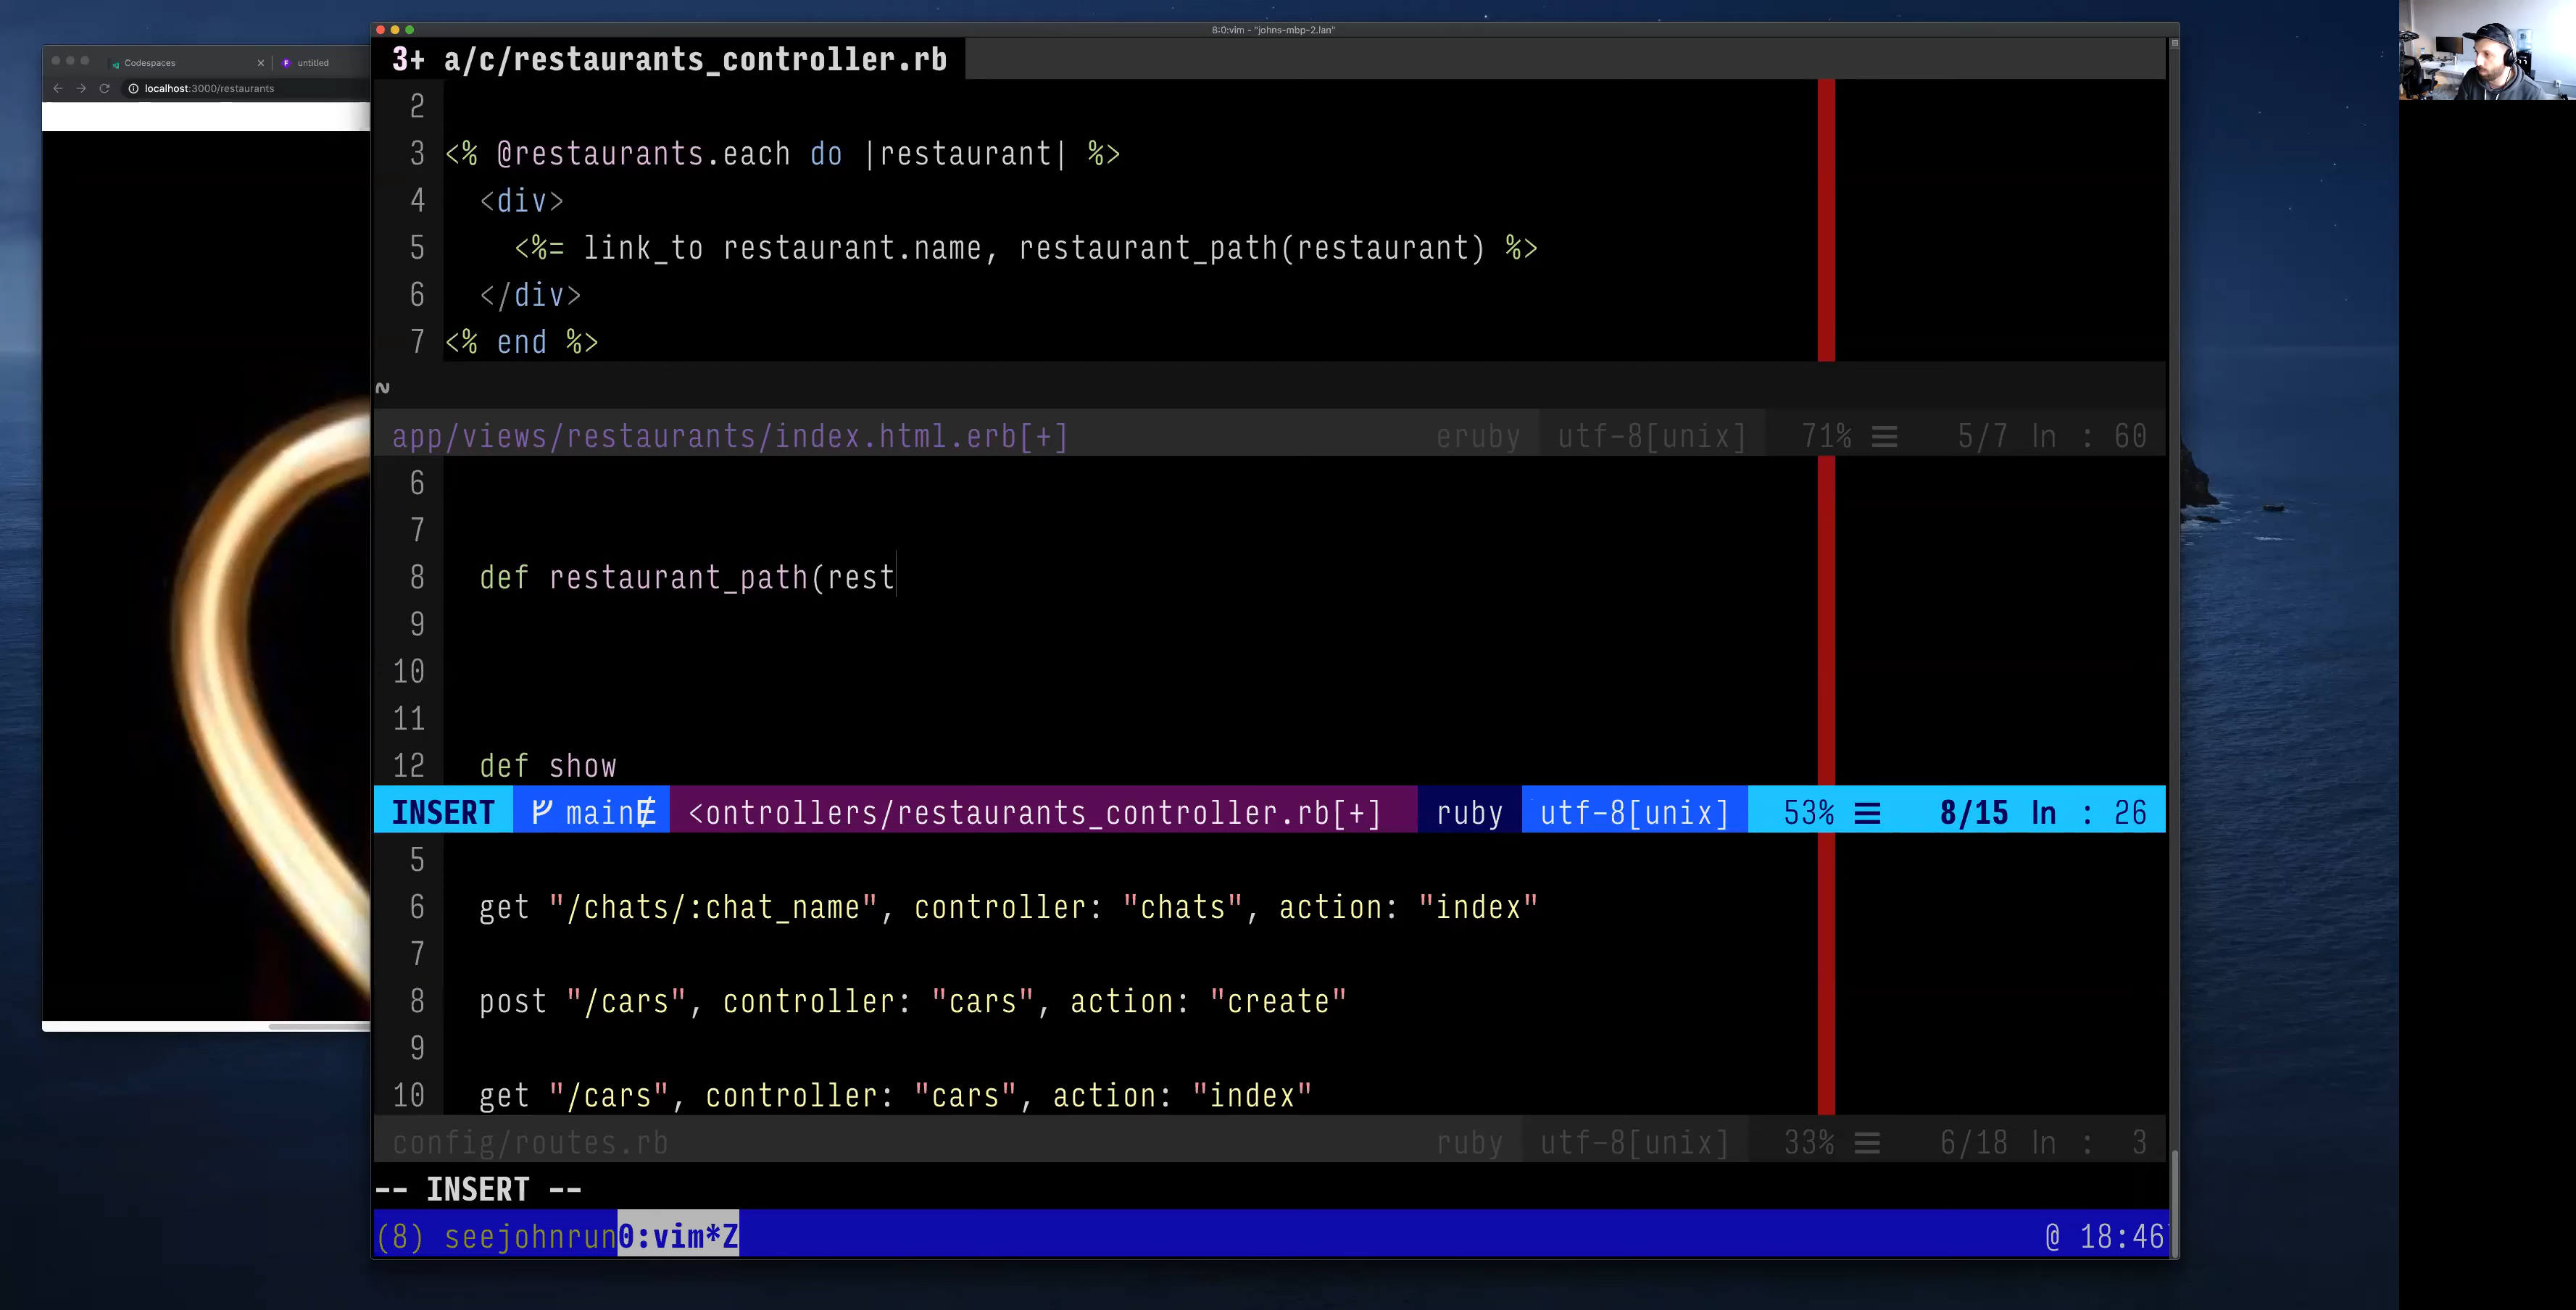 8:0:vim - "johns-mbp-2.lan"
Codespaces
untitled
localhost:3000/restaurants
3+ a/c/restaurants_controller.rb
2
3 <% @restaurants.each do |restaurant| %>
4 <div>
5 <%= link_to restaurant.name, restaurant_path(restaurant) %>
6 </div>
7 <% end %>
~
app/views/restaurants/index.html.erb[+] eruby utf-8[unix] 71% ☰ 5/7 ln : 60
6
7
8 def restaurant_path(rest
9
10
11
12 def show
INSERT main <ontrollers/restaurants_controller.rb[+] ruby utf-8[unix] 53% ☰ 8/15 ln : 26
5
6 get "/chats/:chat_name", controller: "chats", action: "index"
7
8 post "/cars", controller: "cars", action: "create"
9
10 get "/cars", controller: "cars", action: "index"
config/routes.rb ruby utf-8[unix] 33% ☰ 6/18 ln : 3
-- INSERT --
(8) seejohnrun0:vim*Z @ 18:46